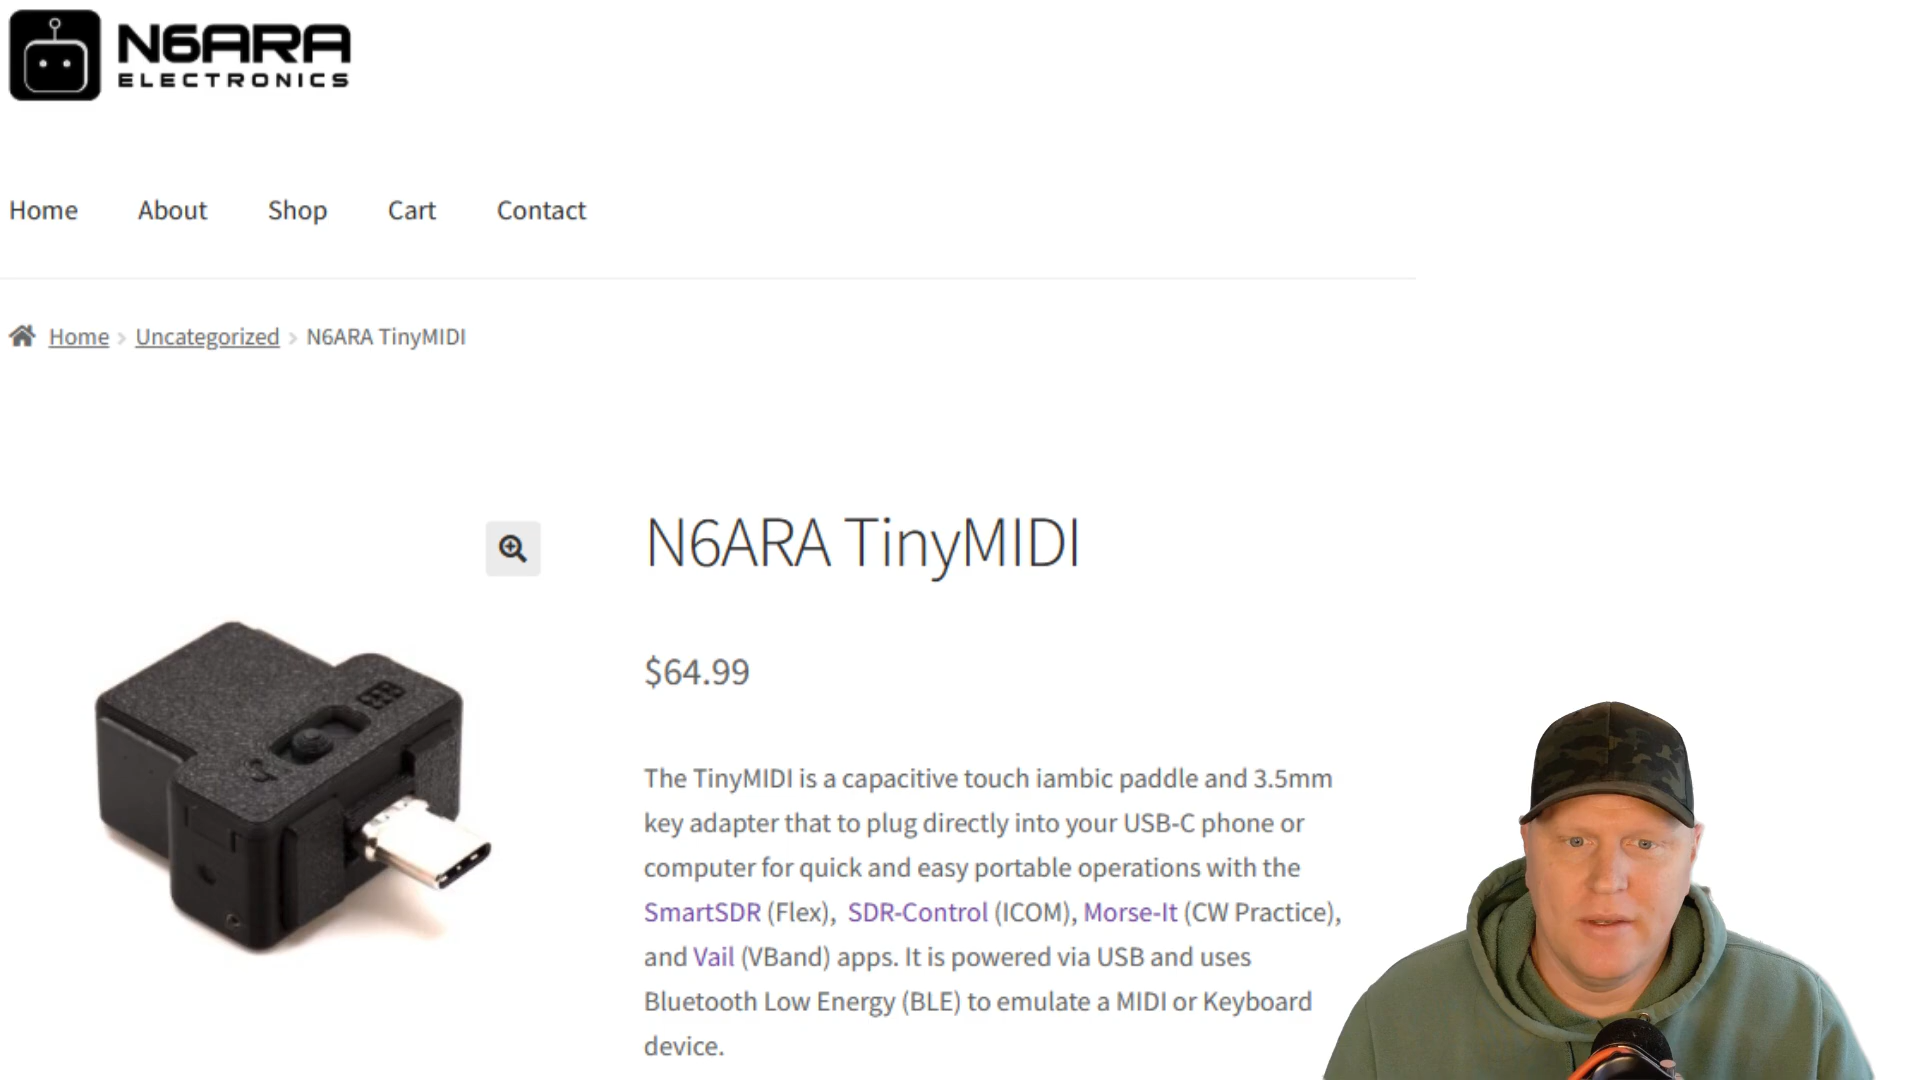 N6ARA
ELECTRONICS
Home About Shop Cart Contact
Home > Uncategorized > N6ARA TinyMIDI
N6ARA TinyMIDI
$64.99
The TinyMIDI is a capacitive touch iambic paddle and 3.5mm
key adapter that to plug directly into your USB-C phone or
computer for quick and easy portable operations with the
SmartSDR (Flex), SDR-Control (ICOM), Morse-It (CW Practice),
and Vail (VBand) apps. It is powered via USB and uses
Bluetooth Low Energy (BLE) to emulate a MIDI or Keyboard
device.